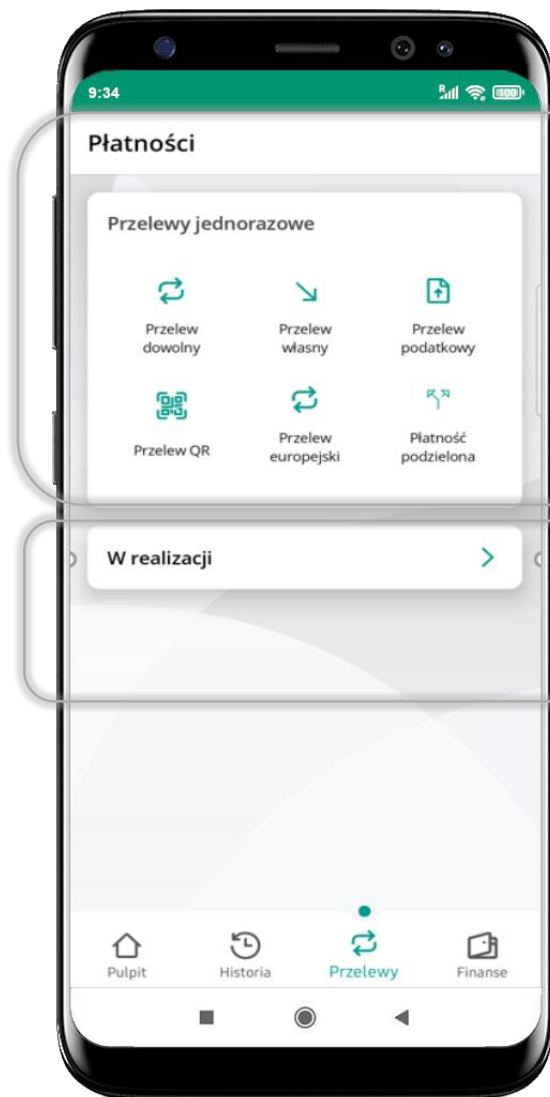 9:34
R
100
Płatności
Przelewy jednorazowe
Przelew
dowolny
Przelew
własny
Przelew
podatkowy
Przelew QR
Przelew
europejski
Płatność
podzielona
W realizacji
Pulpit
Historia
Przelewy
Finanse